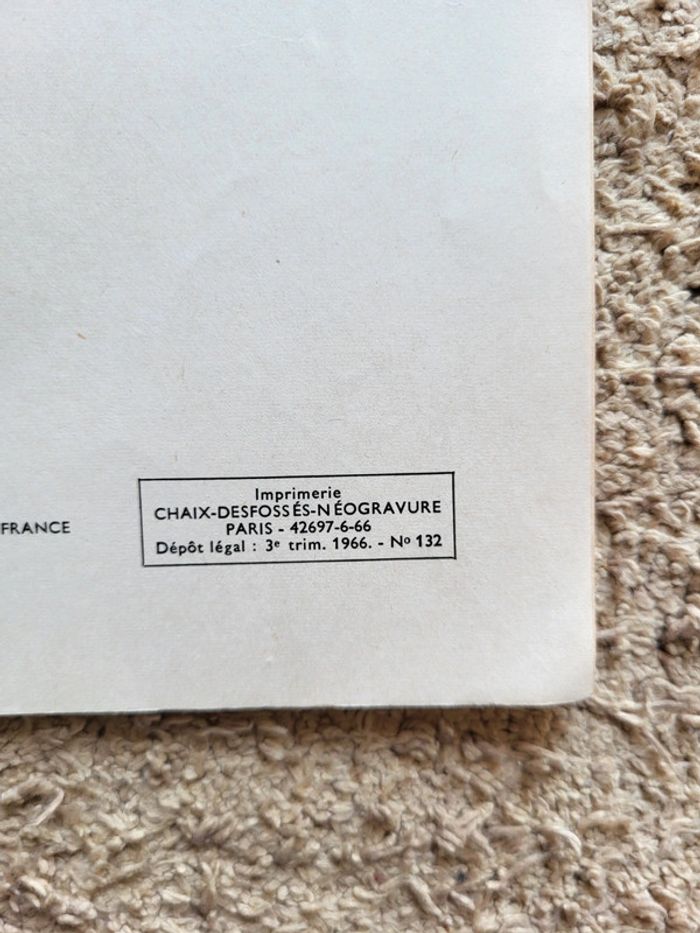 Imprimerie
CHAIX-DESFOSSÉS-NÉOGRAVURE
FRANCE
PARIS - 42697-6-66
Dépôt légal : 3e trim. 1966. - No 132